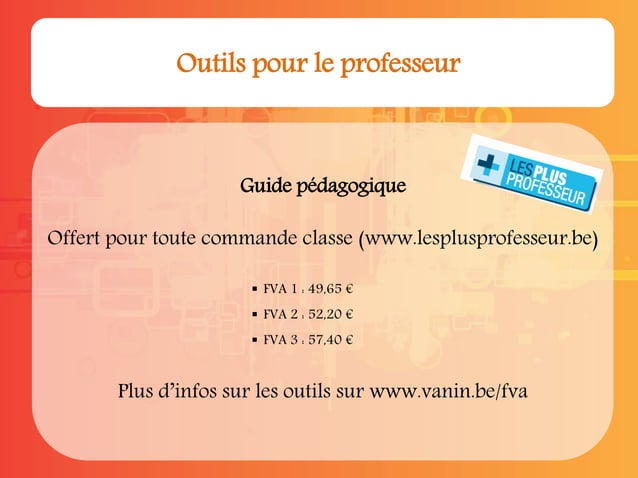 Outils pour le professeur
LES PLUS
PROFESSEUR
Guide pédagogique
Offert pour toute commande classe (www.lesplusprofesseur.be)
▪ FVA 1 : 49,65 €
▪ FVA 2 : 52,20 €
▪ FVA 3 : 57,40 €
Plus d’infos sur les outils sur www.vanin.be/fva